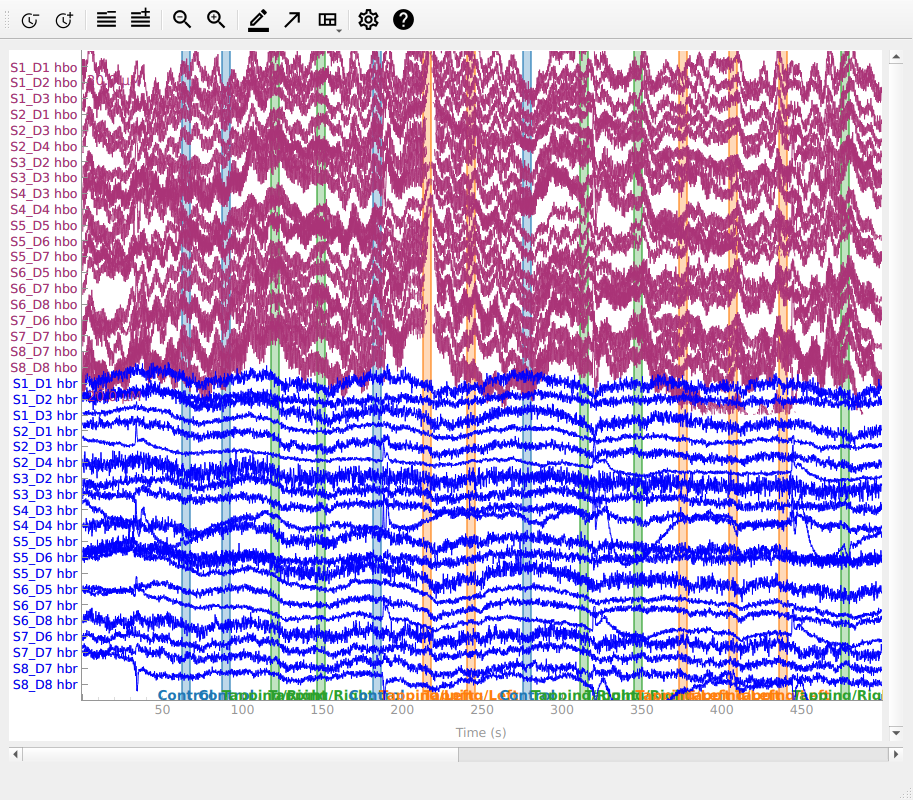 S1_D1 hbo
S1_D2 hbo
S1_D3 hbo
S2_D1 hbo
S2_D3 hbo
S2_D4 hbo
S3_D2 hbo
S3_D3 hbo
S4_D3 hbo
S4_D4 hbo
S5_D5 hbo
S5_D6 hbo
S5_D7 hbo
S6_D5 hbo
S6_D7 hbo
S6_D8 hbo
S7_D6 hbo
S7_D7 hbo
S8_D7 hbo
S8_D8 hbo
S1_D1 hbr
S1_D2 hbr
S1_D3 hbr
S2_D1 hbr
S2_D3 hbr
S2_D4 hbr
S3_D2 hbr
S3_D3 hbr
S4_D3 hbr
S4_D4 hbr
S5_D5 hbr
S5_D6 hbr
S5_D7 hbr
S6_D5 hbr
S6_D7 hbr
S6_D8 hbr
S7_D6 hbr
S7_D7 hbr
S8_D7 hbr
S8_D8 hbr
50 100 150 200 250 300 350 400 450
Time (s)